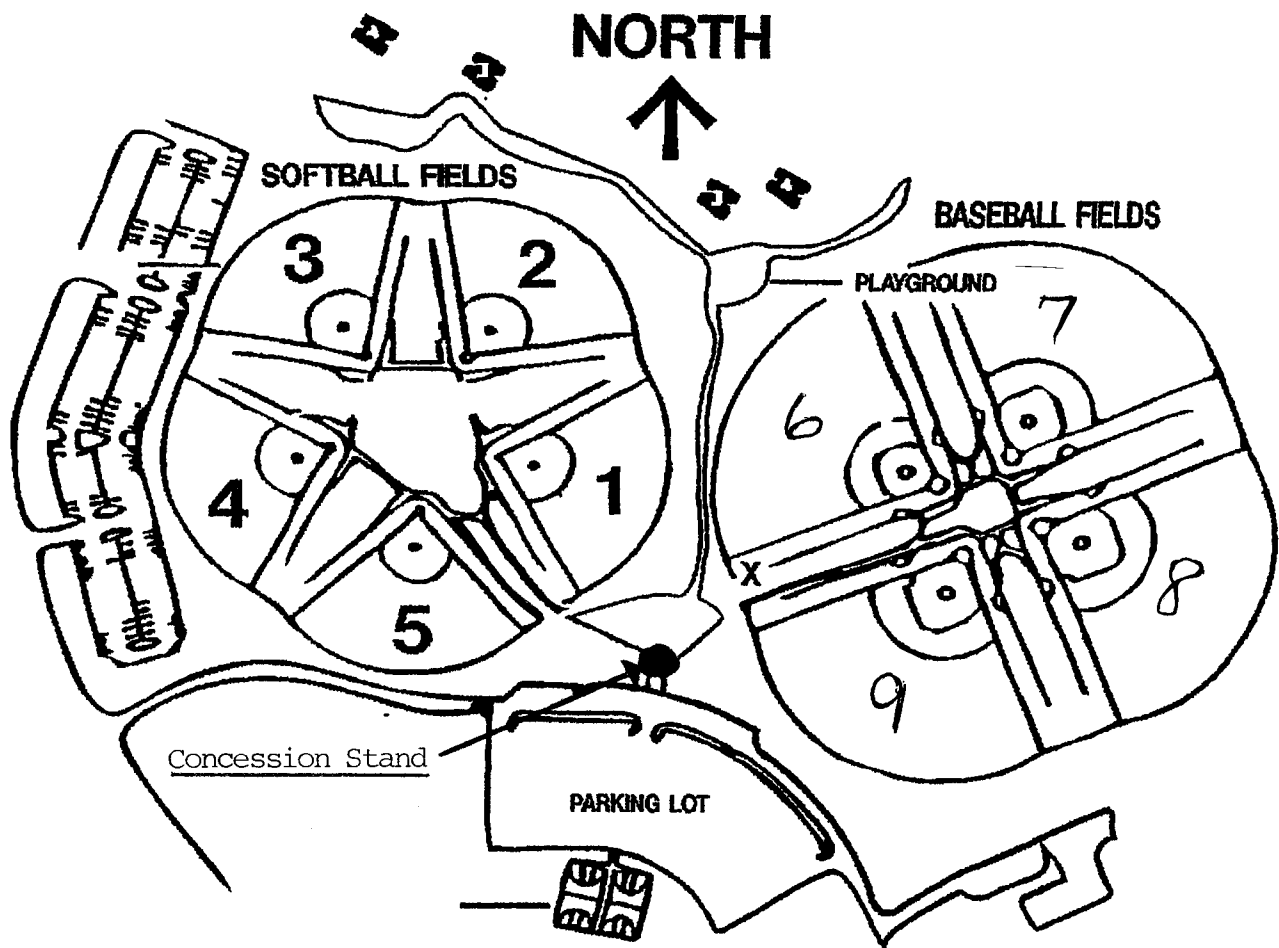 NORTH
SOFTBALL FIELDS
BASEBALL FIELDS
3
2
PLAYGROUND
7
6
4
1
X
8
5
9
Concession Stand
PARKING LOT